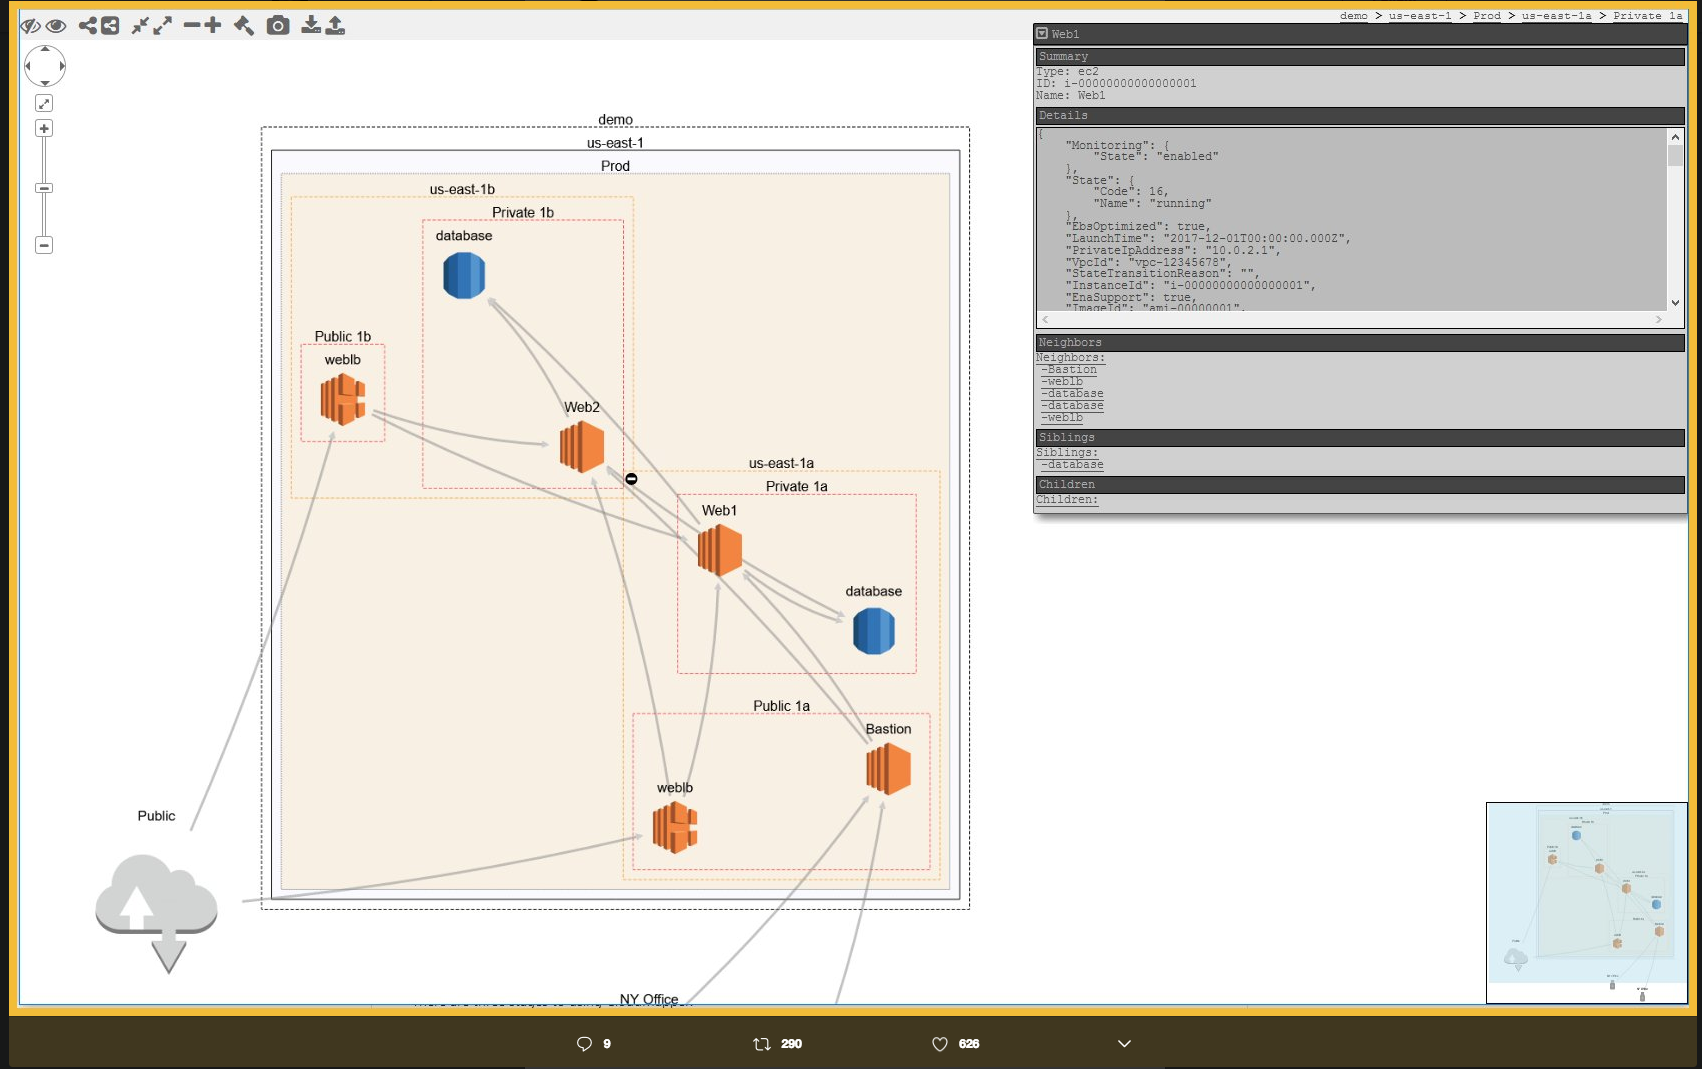 demo > us-east-1 > Prod > us-east-1a > Private 1a
Web1
Summary
Type: ec2
ID: i-00000000000000001
Name: Web1
Details
{
"Monitoring": {
"State": "enabled"
},
"State": {
"Code": 16,
"Name": "running"
},
"EbsOptimized": true,
"LaunchTime": "2017-12-01T00:00:00.000Z",
"PrivateIpAddress": "10.0.2.1",
"VpcId": "vpc-12345678",
"StateTransitionReason": "",
"InstanceId": "i-00000000000000001",
"EnaSupport": true,
"ImageId": "ami-00000001",
Neighbors
Neighbors:
-Bastion
-weblb
-database
-database
-weblb
Siblings
Siblings:
-database
Children
Children:
demo
us-east-1
Prod
us-east-1b
Private 1b
database
Public 1b
weblb
Web2
us-east-1a
Private 1a
Web1
database
Public 1a
Bastion
weblb
Public
NY Office
9
290
626